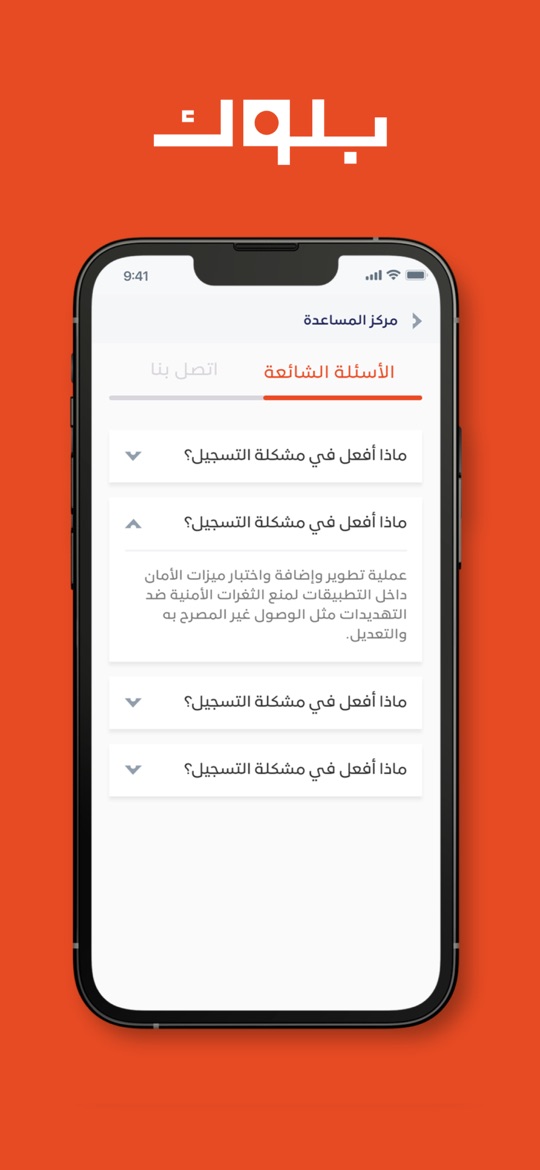 بلوك
9:41
مركز المساعدة
الأسئلة الشائعة
اتصل بنا
ماذا أفعل في مشكلة التسجيل؟
ماذا أفعل في مشكلة التسجيل؟
عملية تطوير وإضافة واختبار ميزات الأمان
داخل التطبيقات لمنع الثغرات الأمنية ضد
التهديدات مثل الوصول غير المصرح به
والتعديل.
ماذا أفعل في مشكلة التسجيل؟
ماذا أفعل في مشكلة التسجيل؟